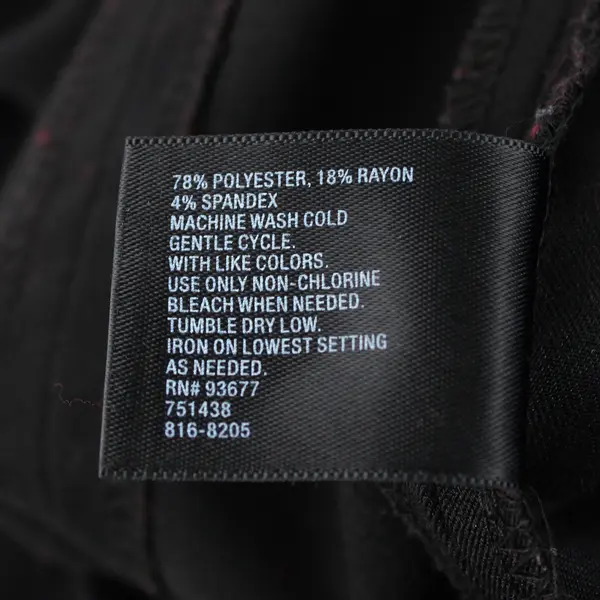 78% POLYESTER, 18% RAYON
4% SPANDEX
MACHINE WASH COLD
GENTLE CYCLE.
WITH LIKE COLORS.
USE ONLY NON-CHLORINE
BLEACH WHEN NEEDED.
TUMBLE DRY LOW.
IRON ON LOWEST SETTING
AS NEEDED.
RN# 93677
751438
816-8205